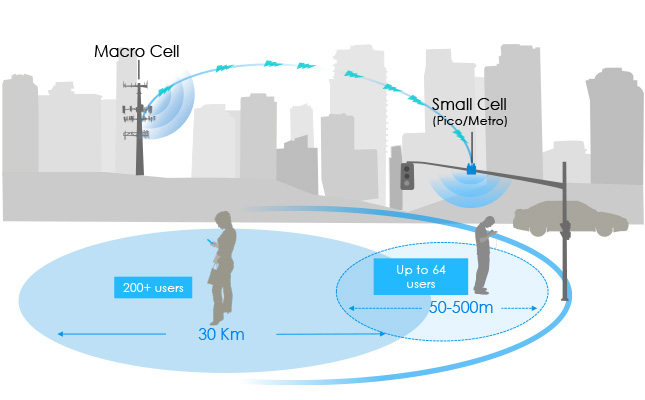 Macro Cell
Small Cell
(Pico/Metro)
200+ users
Up to 64
users
50-500m
30 Km